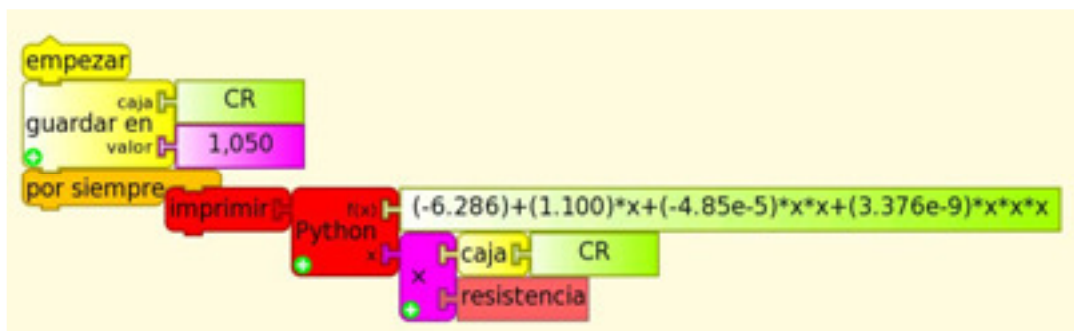 empezar
caja CR
guardar en
valor 1,050
por siempre
imprimir f(x) (-6.286)+(1.100)*x+(-4.85e-5)*x*x+(3.376e-9)*x*x*x
Python
x caja CR
×
resistencia